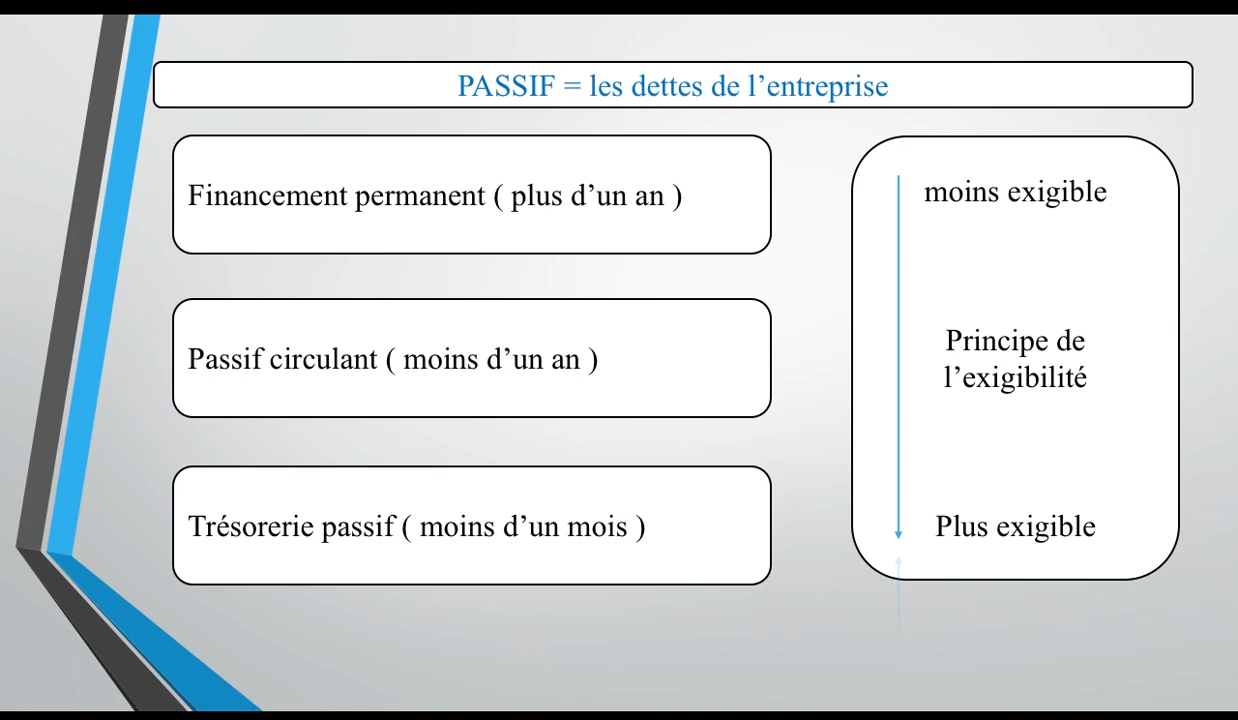 PASSIF = les dettes de l’entreprise
Financement permanent ( plus d’un an )
Passif circulant ( moins d’un an )
Trésorerie passif ( moins d’un mois )
moins exigible
Principe de
l’exigibilité
Plus exigible